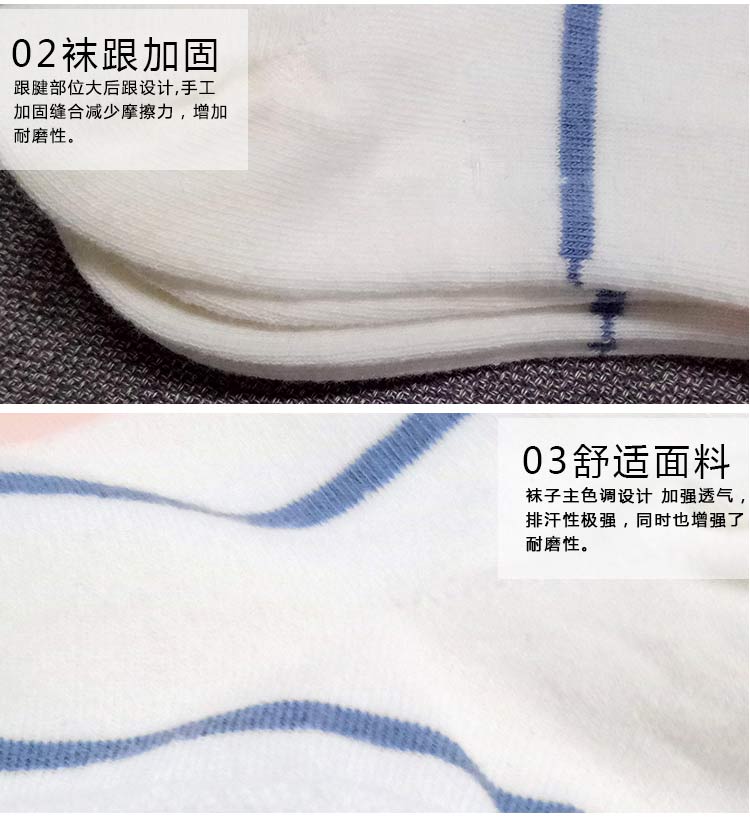 02袜跟加固
跟腱部位大后跟设计,手工
加固缝合减少摩擦力，增加
耐磨性。
03舒适面料
袜子主色调设计 加强透气，
排汗性极强，同时也增强了
耐磨性。